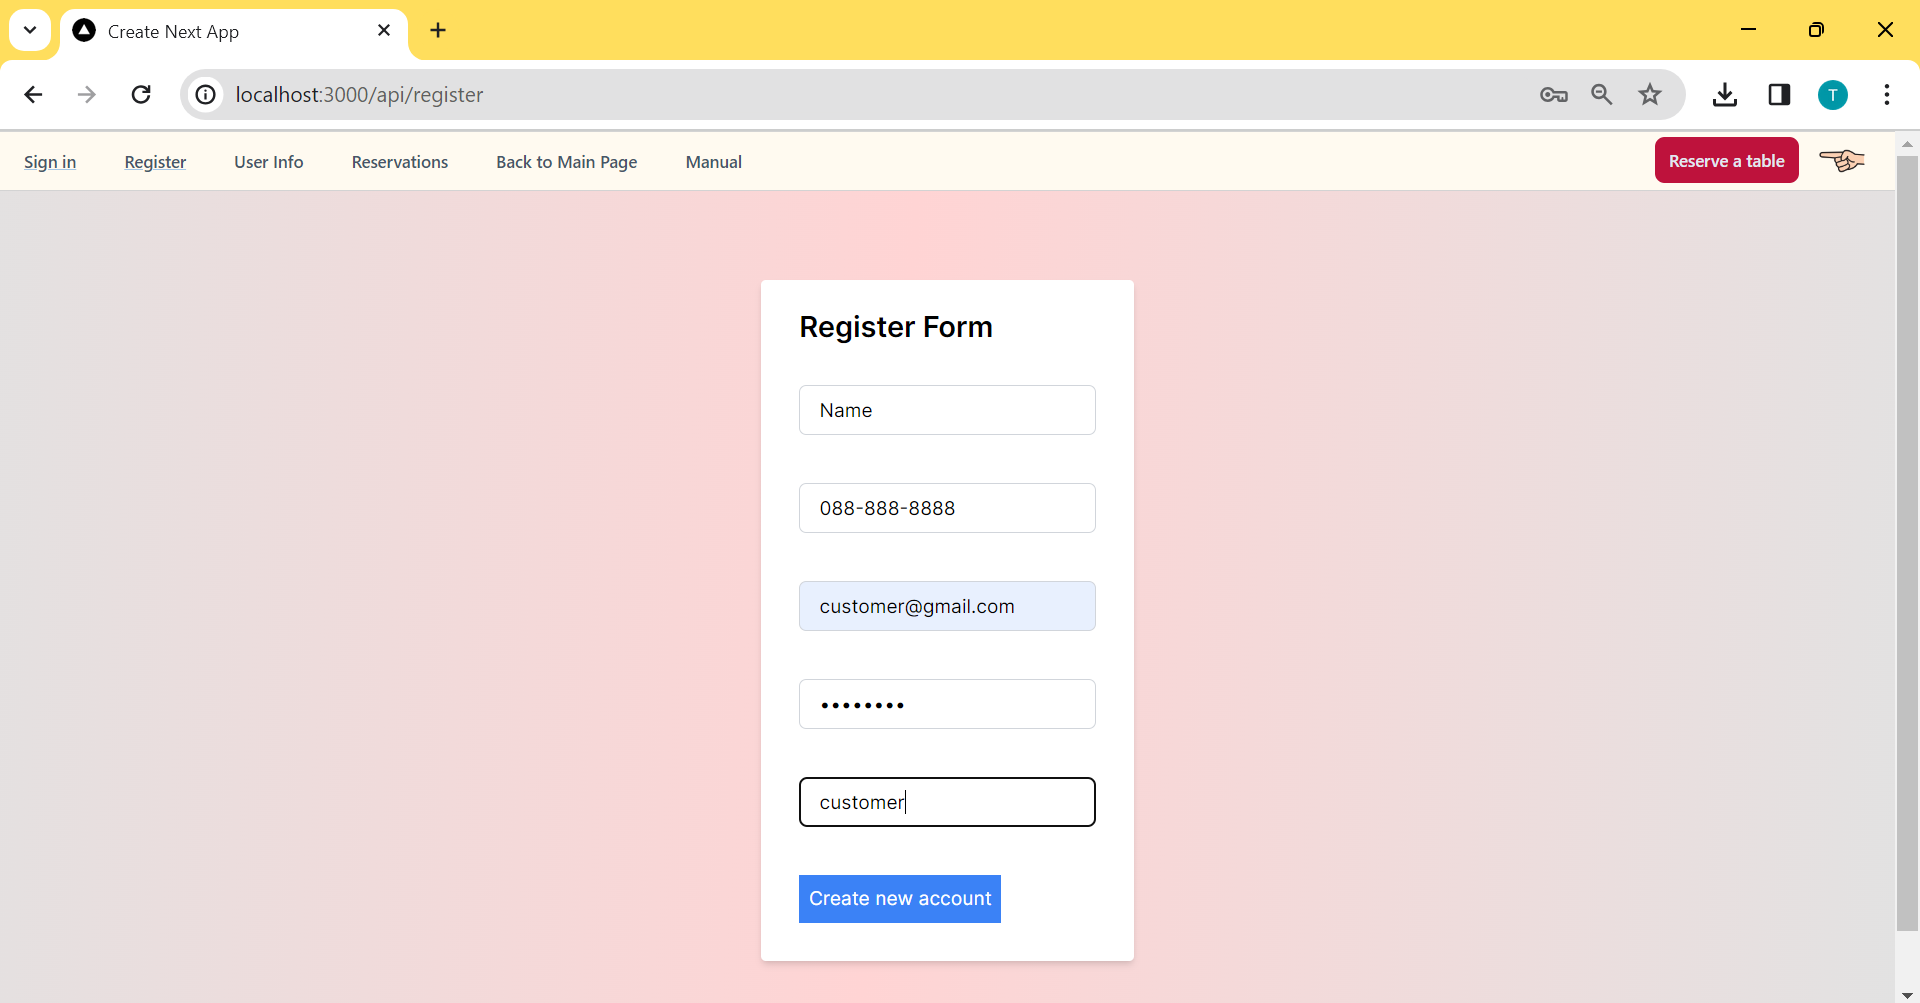 Create Next App
localhost:3000/api/register
T
Sign in Register User Info Reservations Back to Main Page Manual Reserve a table
Register Form
Name
088-888-8888
customer@gmail.com
••••••••
customer
Create new account